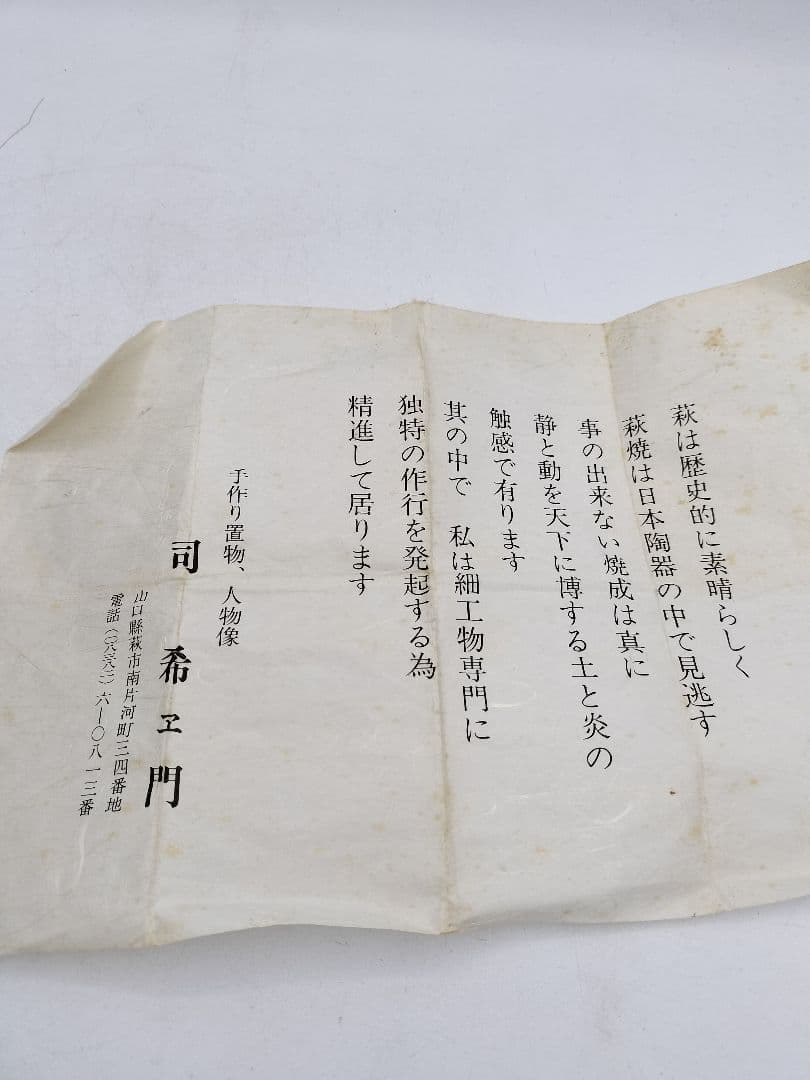 萩は歴史的に素晴らしく
萩焼は日本陶器の中で見逃す
事の出来ない焼成は真に
静と動を天下に博する土と炎の
触感で有ります
其の中で　私は細工物専門に
独特の作行を発起する為
精進して居ります
手作り置物、人物像
司 希ヱ門
山口縣萩市南片河町三四番地
電話（〇八三八二）六―〇八一三番